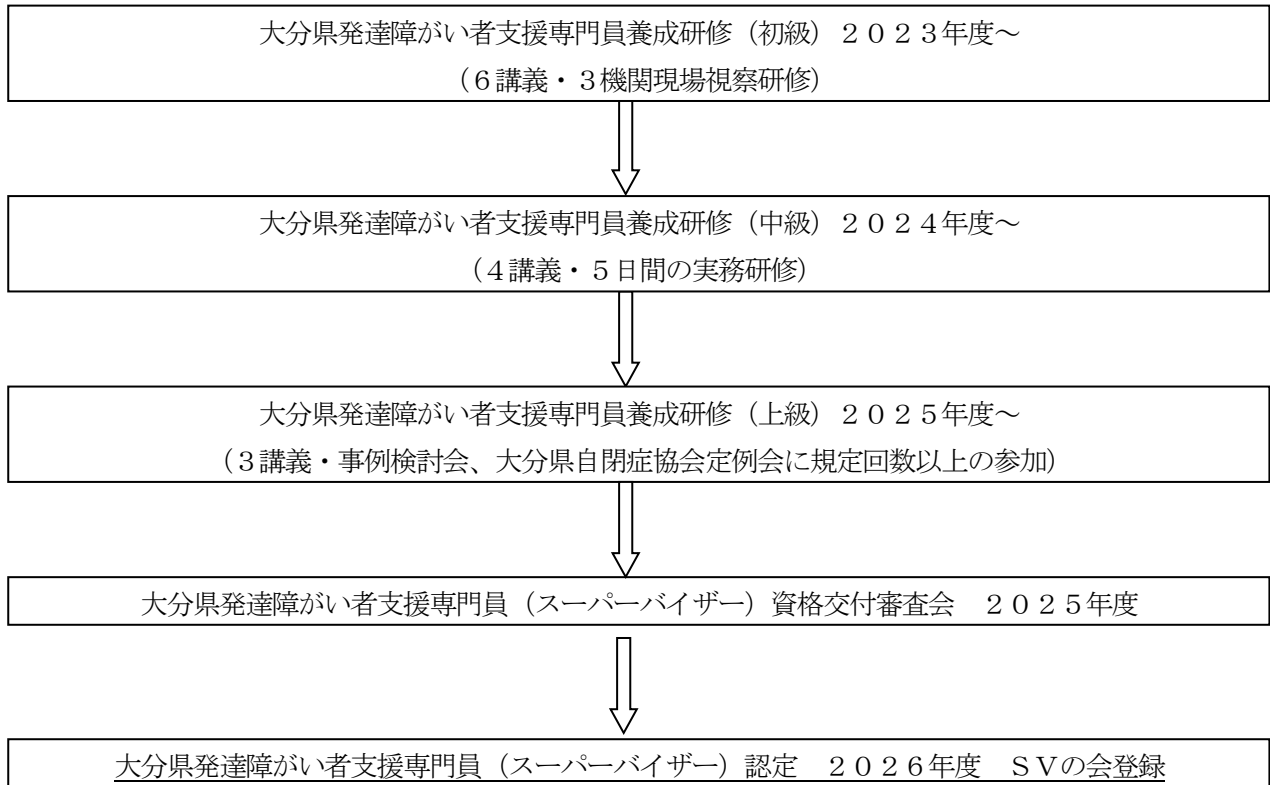 大分県発達障がい者支援専門員養成研修（初級）２０２３年度～
（６講義・３機関現場視察研修）
大分県発達障がい者支援専門員養成研修（中級）２０２４年度～
（４講義・５日間の実務研修）
大分県発達障がい者支援専門員養成研修（上級）２０２５年度～
（３講義・事例検討会、大分県自閉症協会定例会に規定回数以上の参加）
大分県発達障がい者支援専門員（スーパーバイザー）資格交付審査会　２０２５年度
大分県発達障がい者支援専門員（スーパーバイザー）認定　２０２６年度　ＳＶの会登録